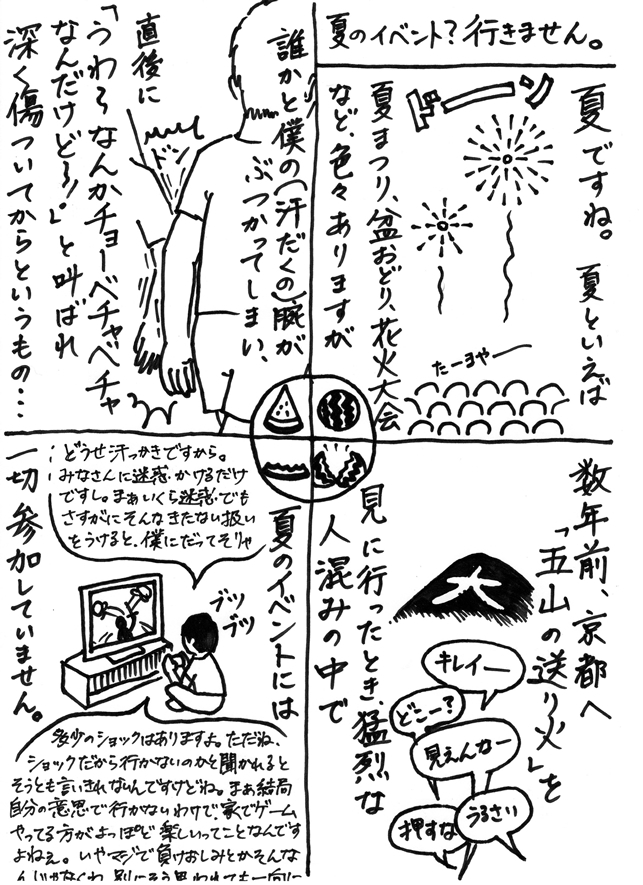 夏のイベント?行きません。
夏ですね。夏といえば
ドーン
夏まつり、盆おどり、花火大会
など、色々ありますが
たーまやー
数年前、京都へ
「五山の送り火」を
大
キレイー
どこー?
見えんなー
うるさい
押すな
見に行ったとき、猛烈な
人混みの中で
誰かと僕の(汗だくの)腕が
ぶつかってしまい、
ドン
直後に
「うわ〜なんかチョーベチャベチャ
なんだけど〜!」と叫ばれ
深く傷ついてからというもの…
夏のイベントには
どうせ汗っかきですから。
みなさんに迷惑かけるだけ
ですし。まぁいくら迷惑でも
さすがにそんなきたない扱い
をうけると、僕にだってそりゃ
ブツ
ブツ
多少のショックはありますよ。ただね、
ショックだから行かないのかと聞かれると
そうとも言いきれないんですけどね。まぁ結局
自分の意思で行かないわけで、家でゲーム
やってる方がよっぽど楽しいってことなんです
よねぇ。いやマジで負けおしみとかそんな
んじゃなくわ、別にそう思われても一向に
一切参加していません。